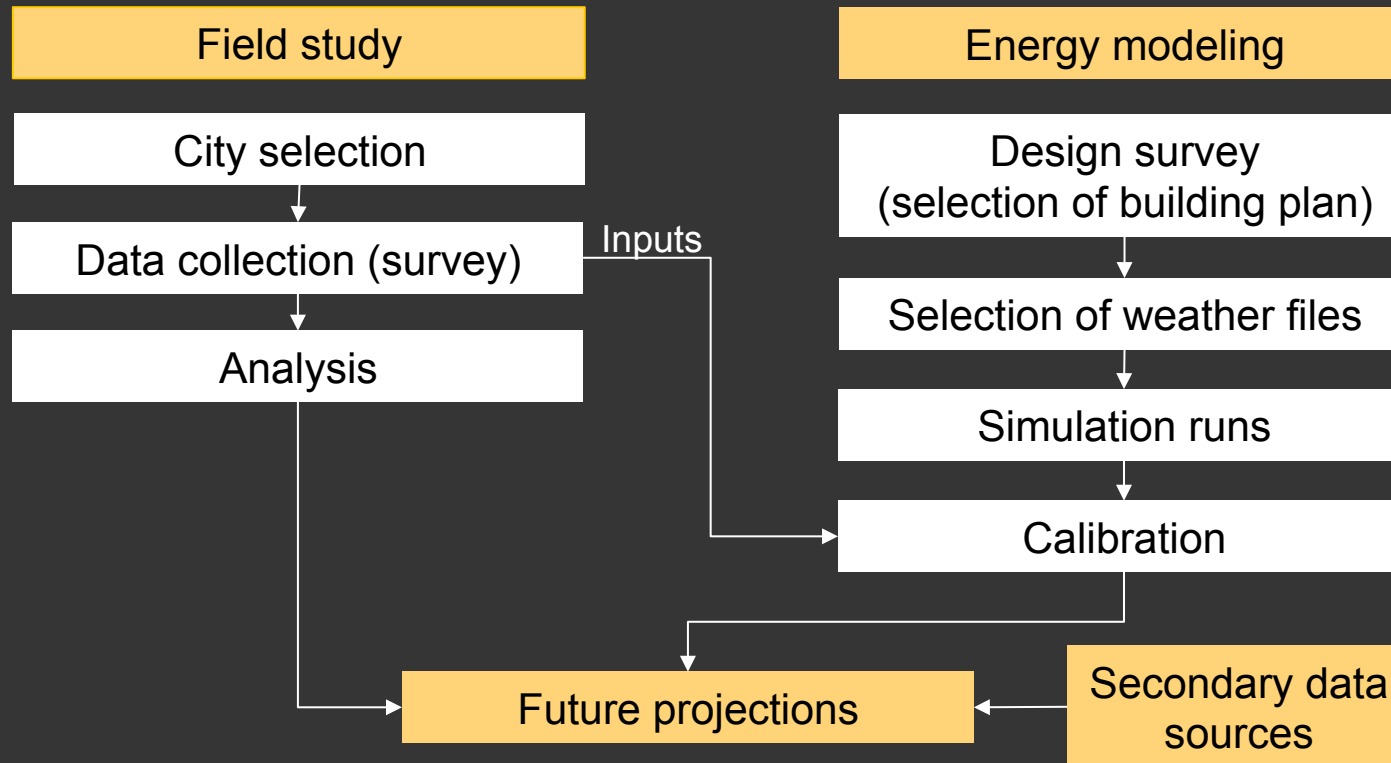 Field study
City selection
Data collection (survey)
Analysis
Inputs
Energy modeling
Design survey
(selection of building plan)
Selection of weather files
Simulation runs
Calibration
Future projections
Secondary data
sources